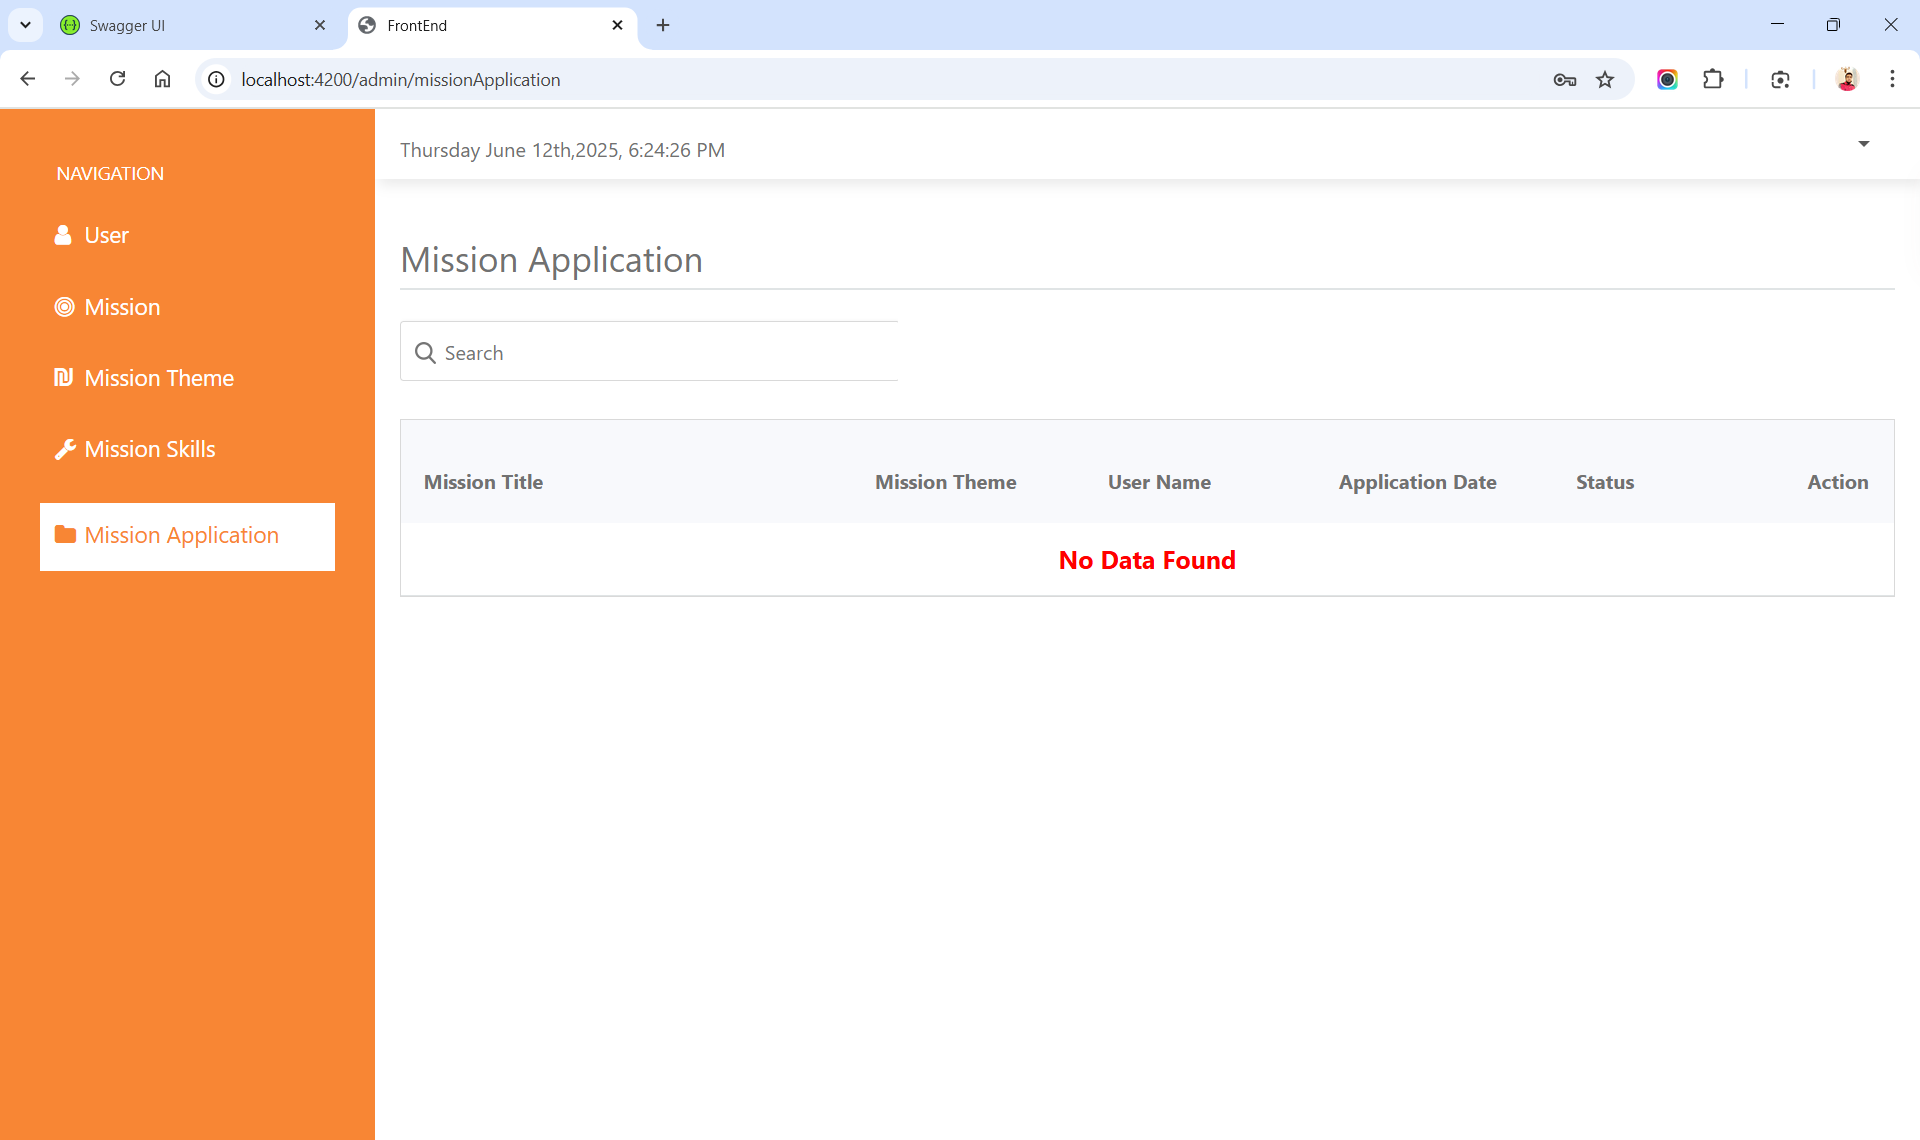 Swagger UI
FrontEnd
localhost:4200/admin/missionApplication
NAVIGATION
User
Mission
Mission Theme
Mission Skills
Mission Application
Thursday June 12th,2025, 6:24:26 PM
Mission Application
Search
Mission Title Mission Theme User Name Application Date Status Action
No Data Found